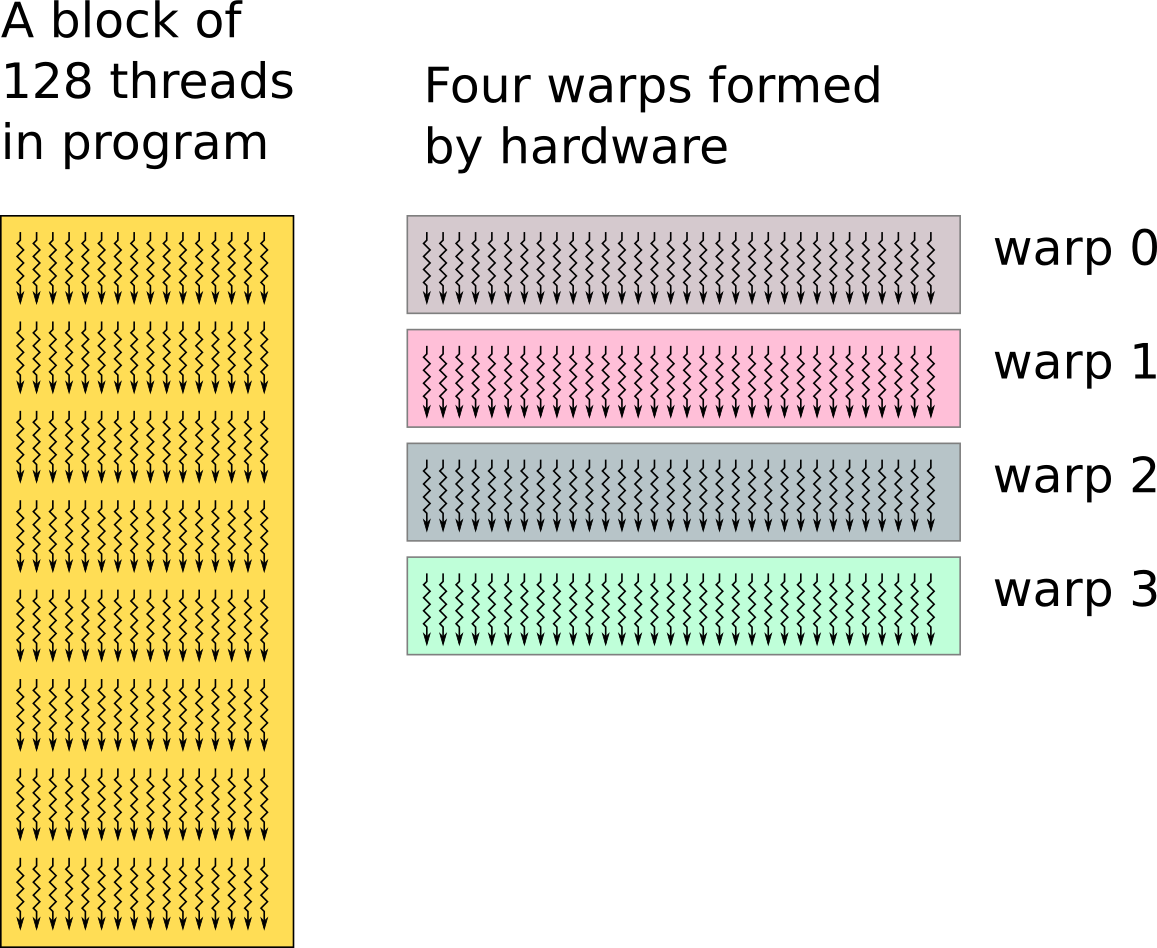 A block of
128 threads
in program
Four warps formed
by hardware
warp 0
warp 1
warp 2
warp 3